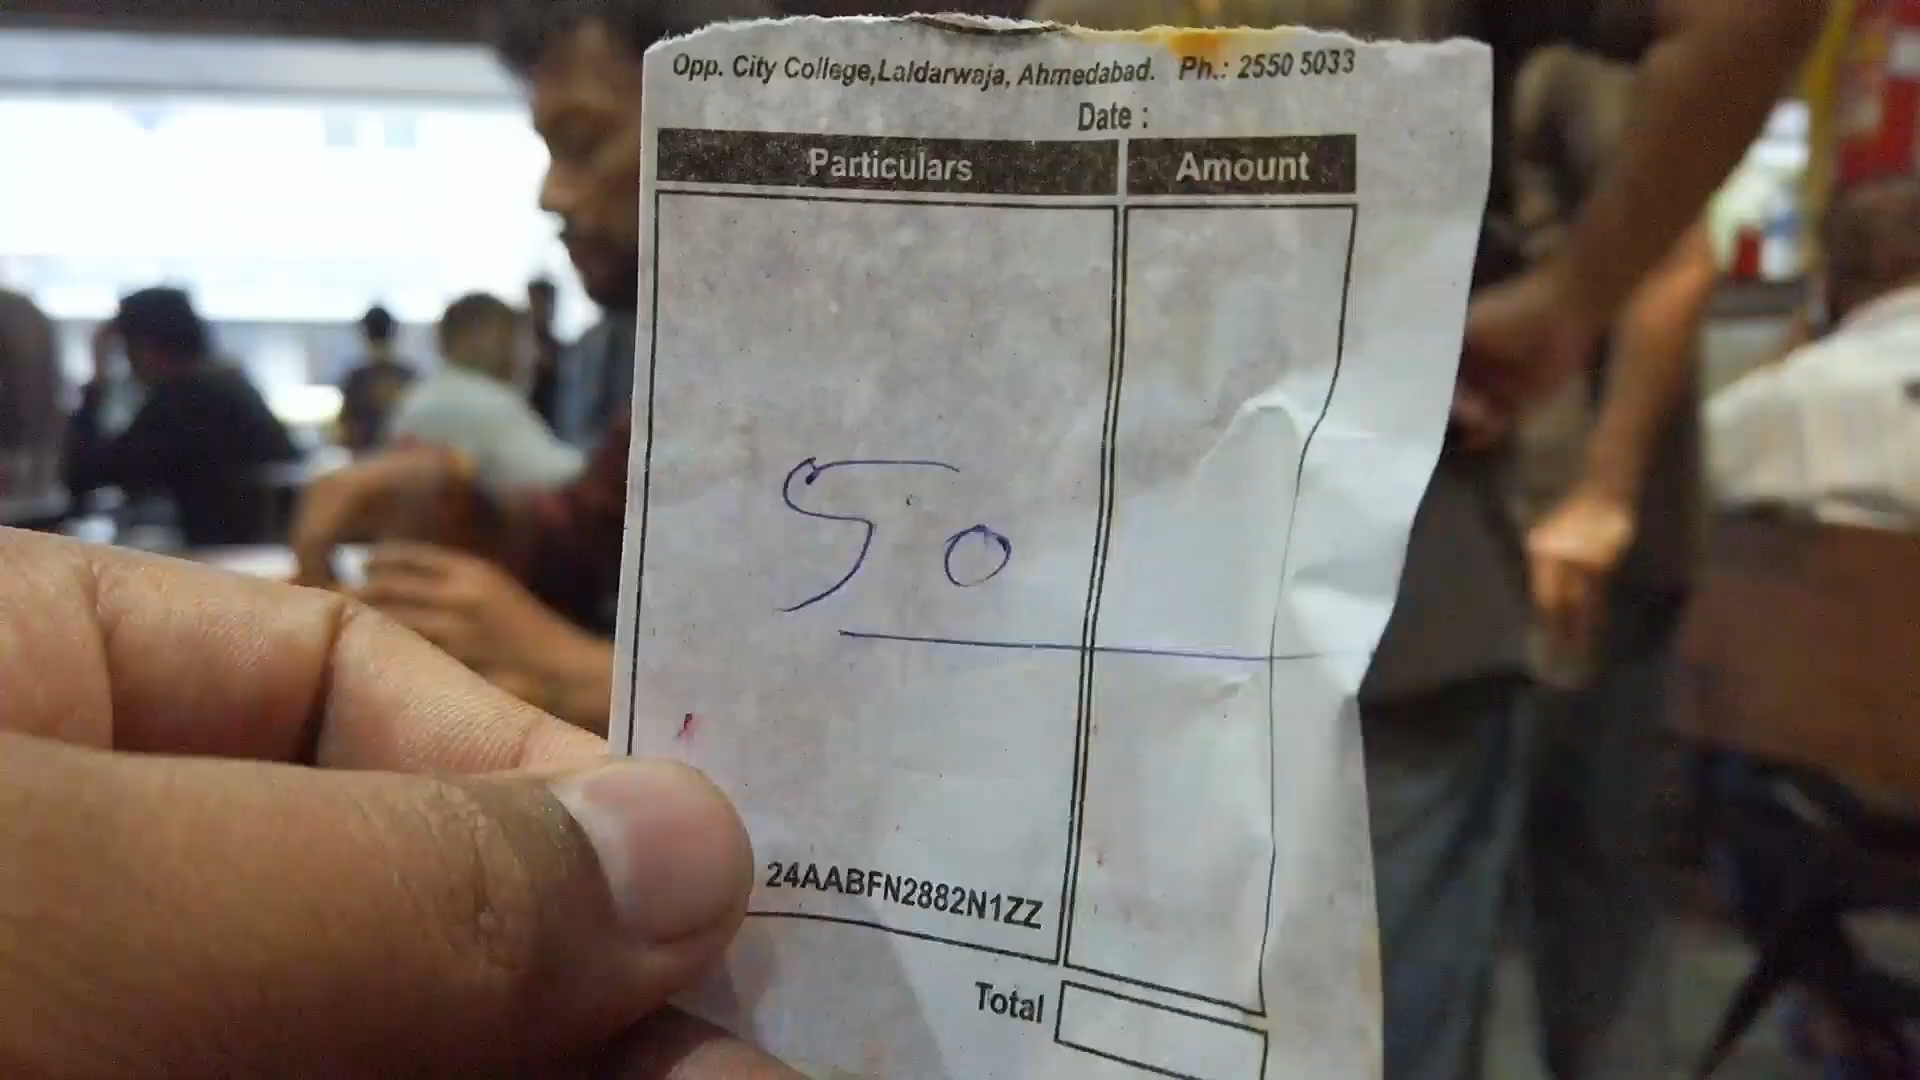 Opp. City College,Laldarwaja, Ahmedabad. Ph.: 2550 5033
Date :
Particulars Amount
50
24AABFN2882N1ZZ
Total